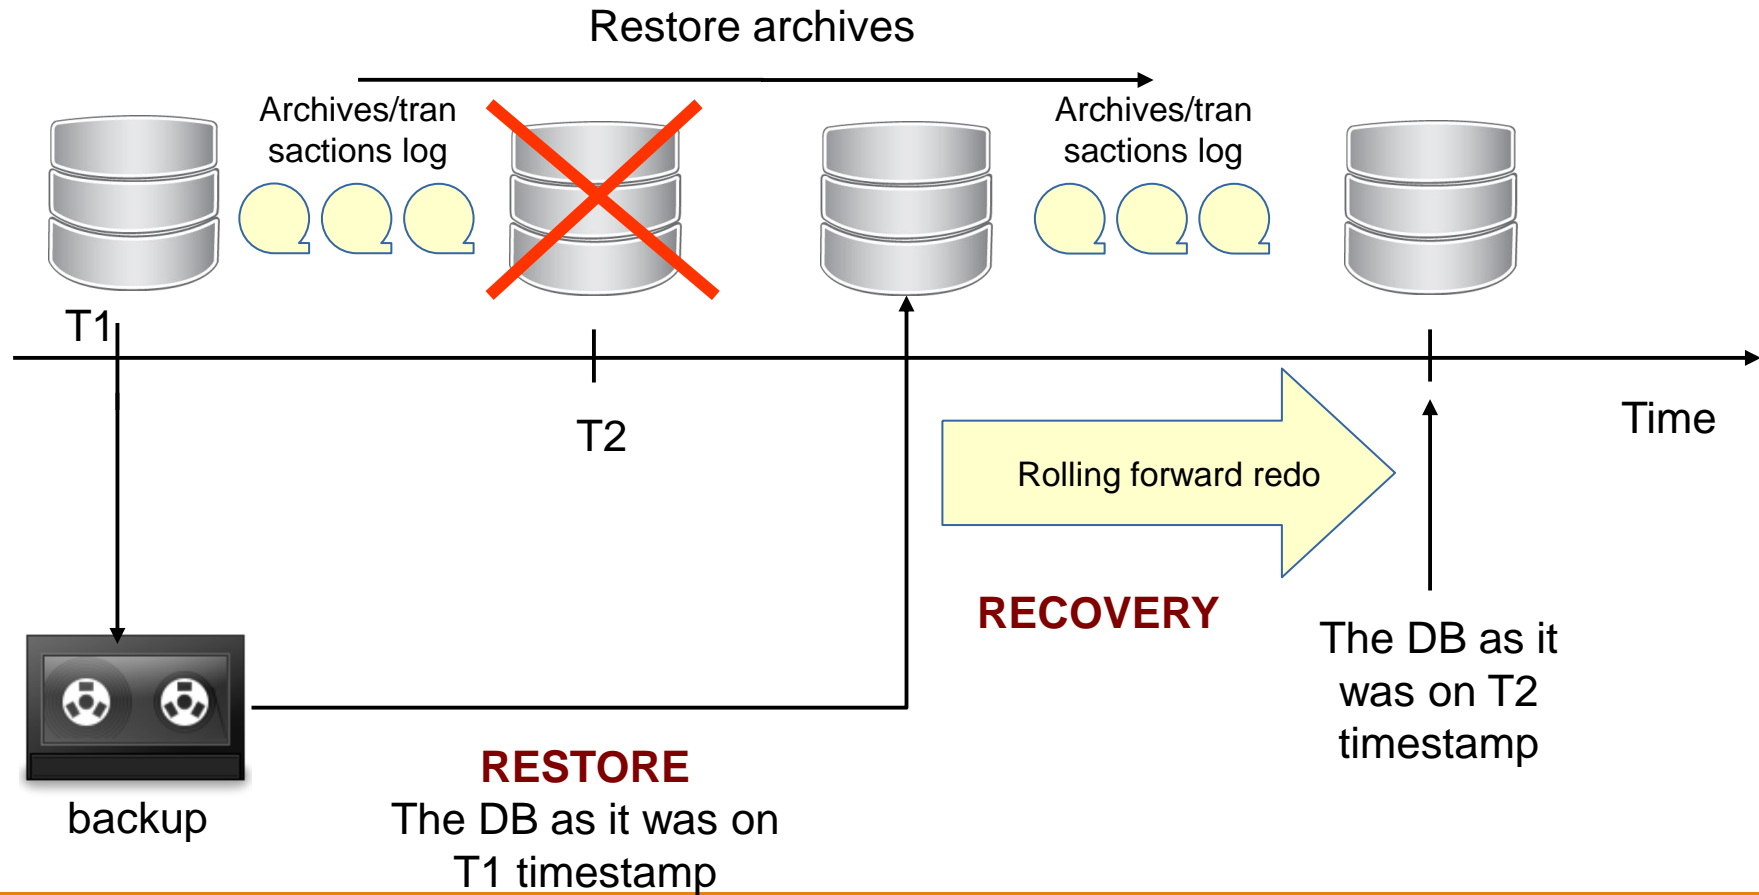 Restore archives
Archives/tran
sactions log
Archives/tran
sactions log
T1
T2
Time
Rolling forward redo
RECOVERY
The DB as it
was on T2
timestamp
backup
RESTORE
The DB as it was on
T1 timestamp